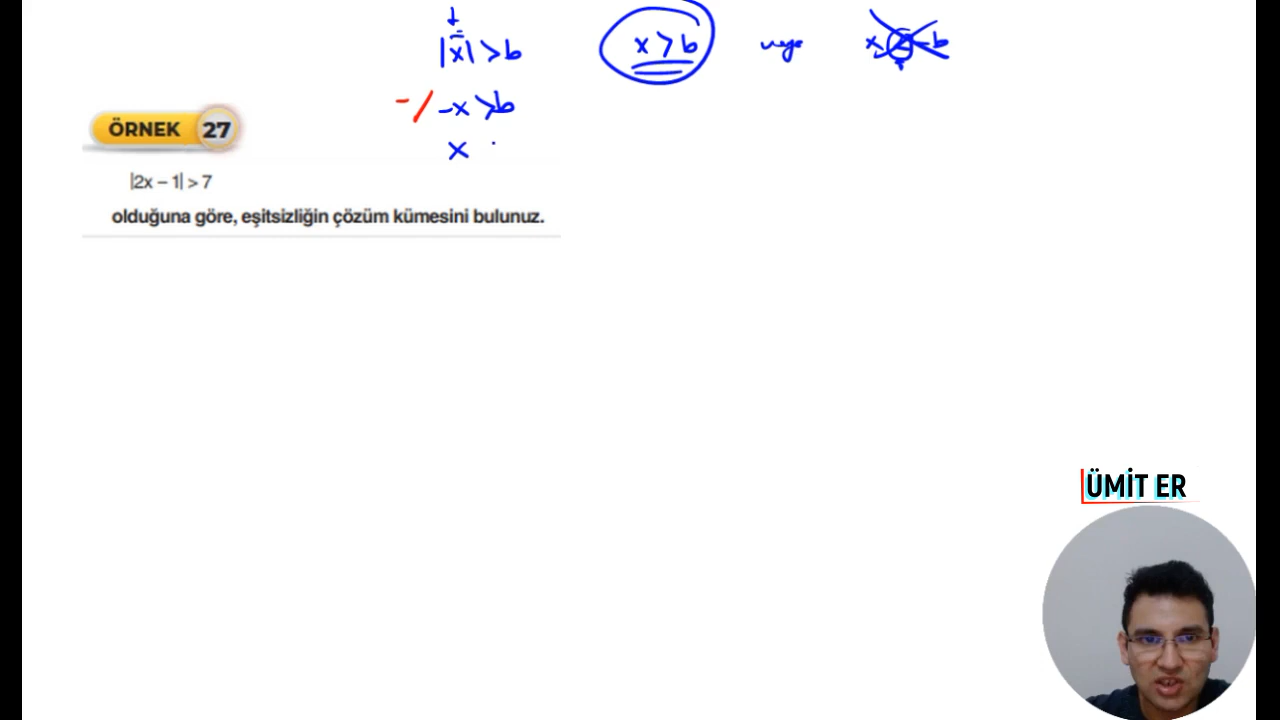 |x| > b x > b veya
-/ -x > b
x
ÖRNEK 27
|2x – 1| > 7
olduğuna göre, eşitsizliğin çözüm kümesini bulunuz.
ÜMİT ER